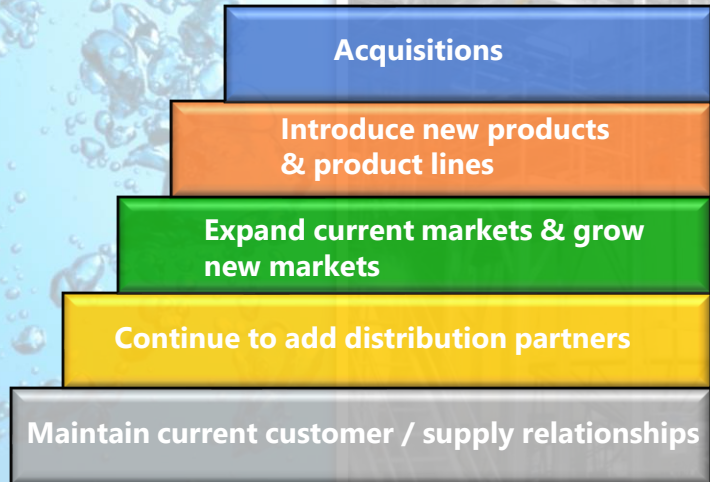 Acquisitions
Introduce new products
& product lines
Expand current markets & grow
new markets
Continue to add distribution partners
Maintain current customer / supply relationships